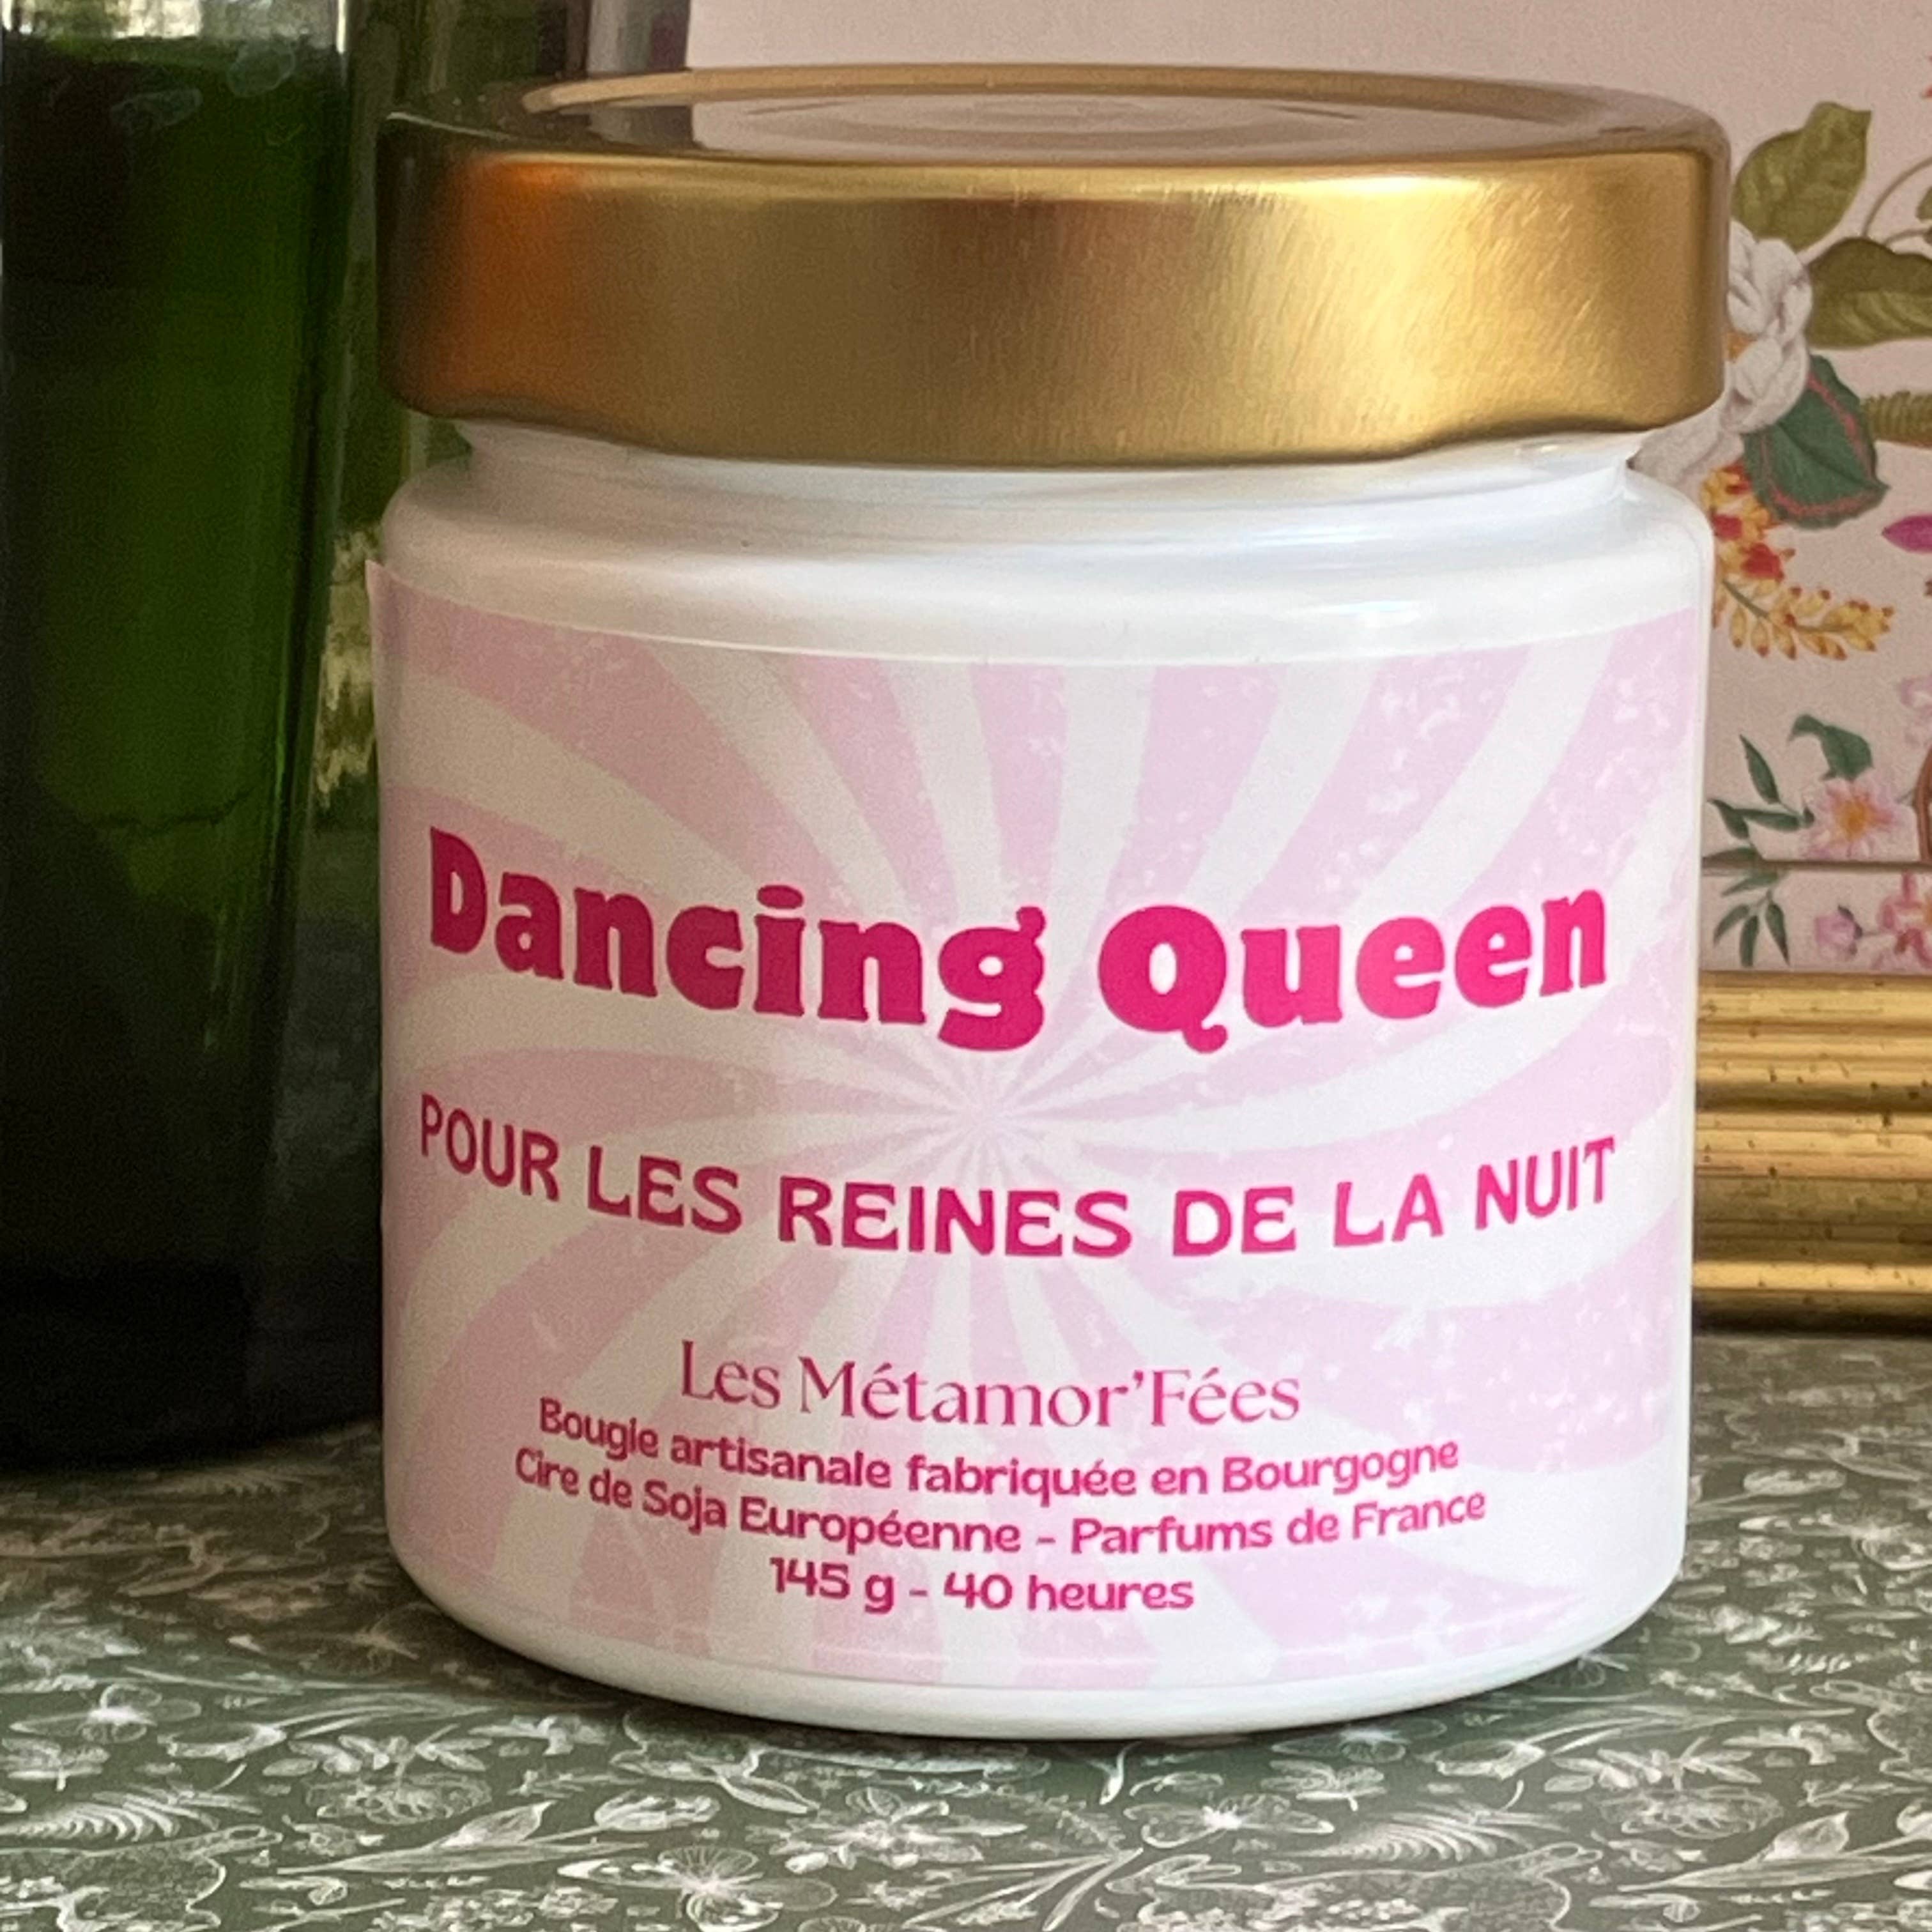 Dancing Queen
POUR LES REINES DE LA NUIT
Les Métamor'Fées
Bougie artisanale fabriquée en Bourgogne
Cire de Soja Européenne - Parfums de France
145 g - 40 heures